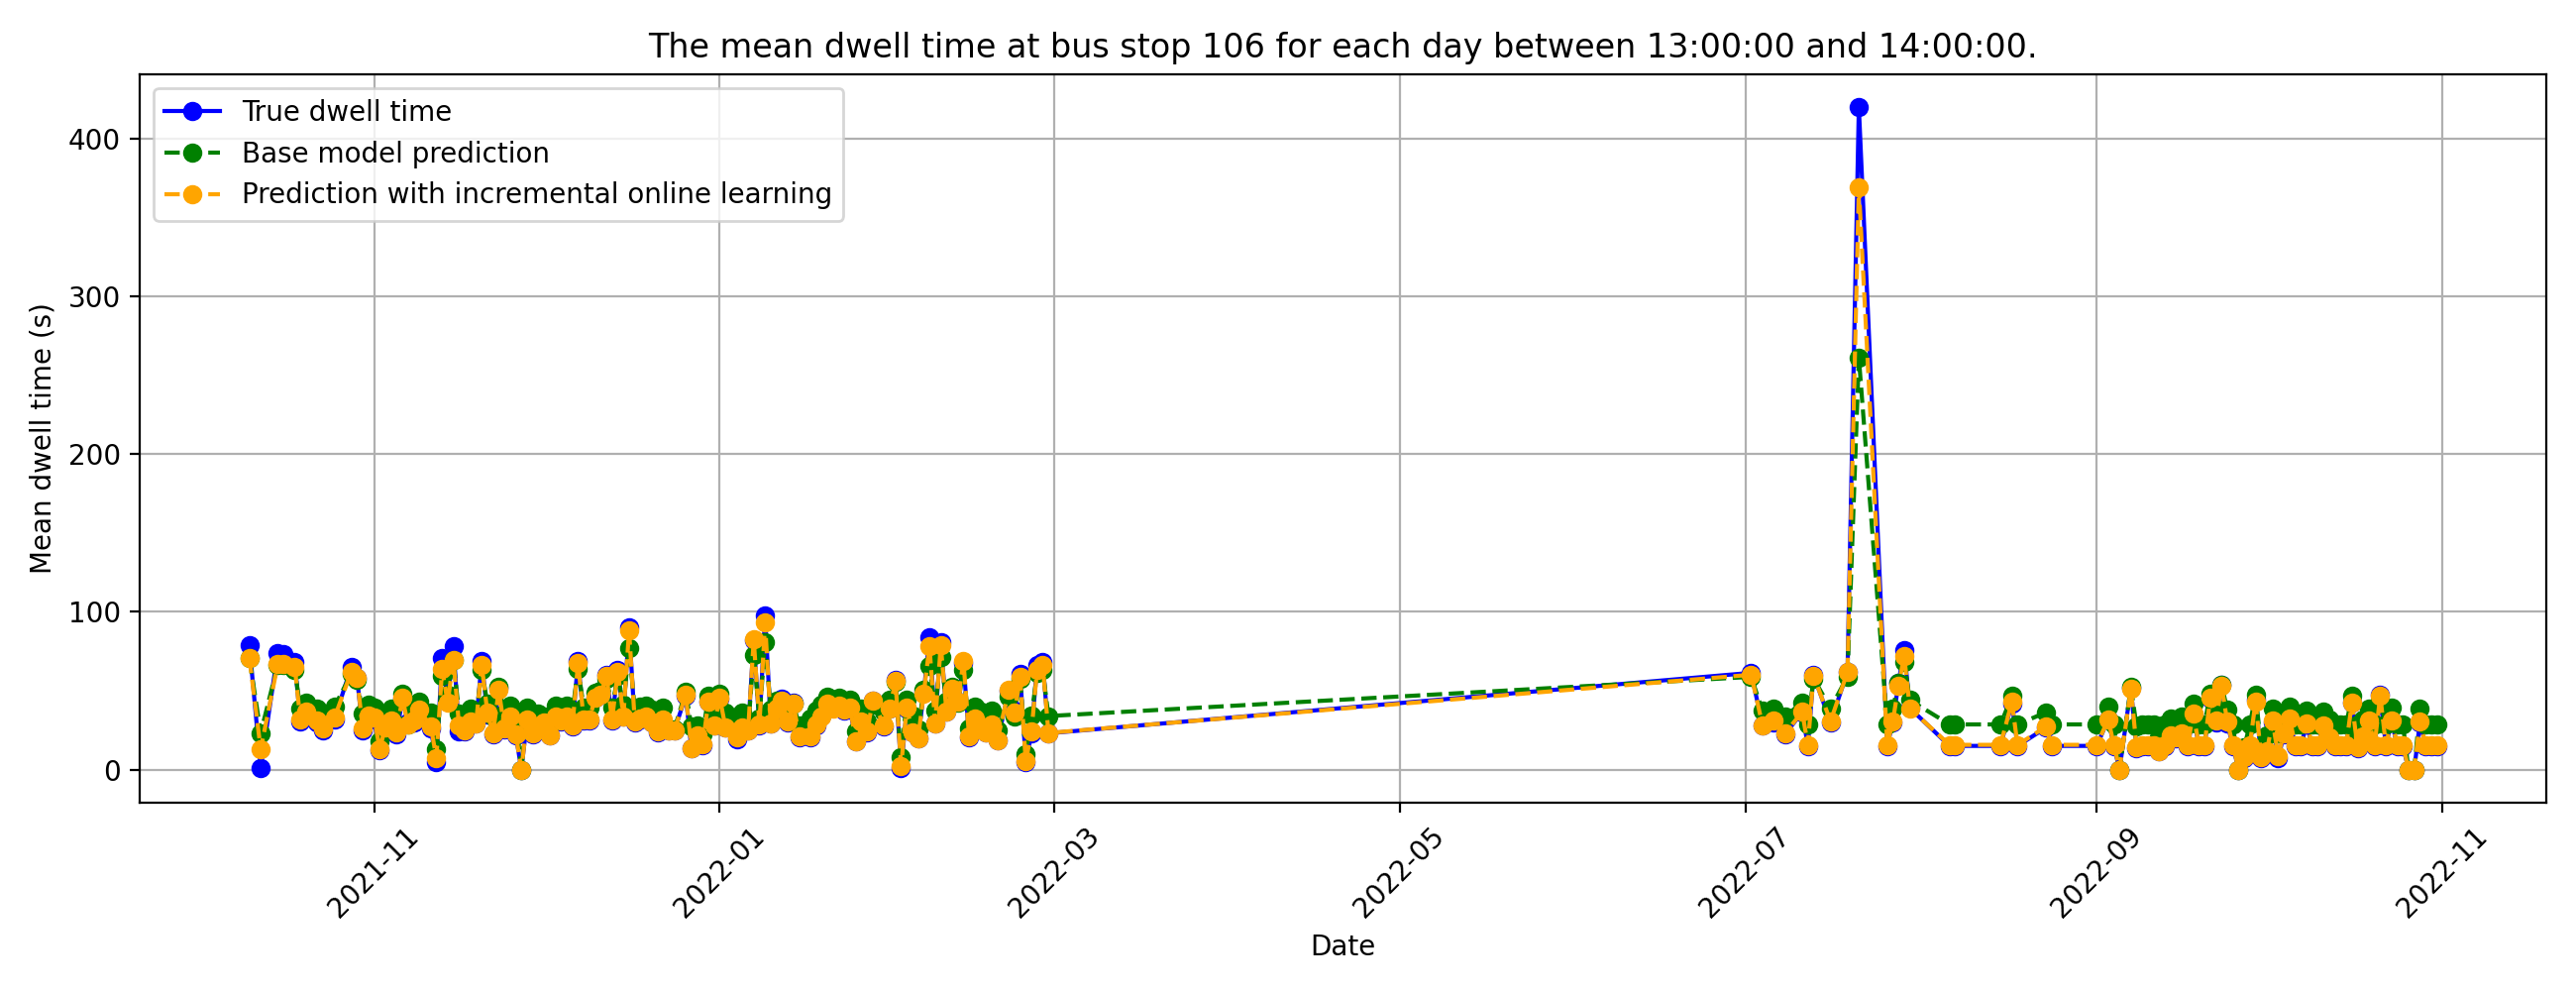 The mean dwell time at bus stop 106 for each day between 13:00:00 and 14:00:00.
True dwell time
Base model prediction
Prediction with incremental online learning
Mean dwell time (s)
400
300
200
100
0
2021-11
2022-01
2022-03
2022-05
2022-07
2022-09
2022-11
Date